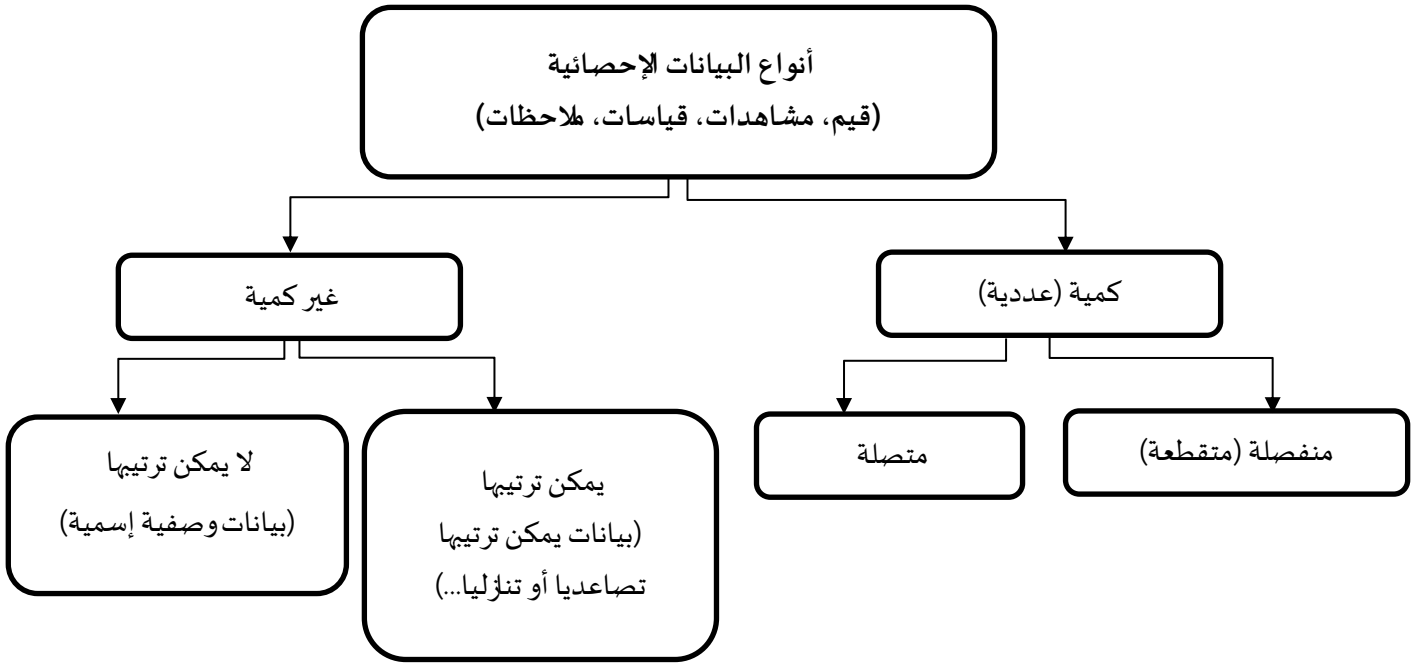 أنواع البيانات الإحصائية
(قيم، مشاهدات، قياسات، ملاحظات)
كمية (عددية)
غير كمية
منفصلة (متقطعة)
متصلة
يمكن ترتيبها
(بيانات يمكن ترتيبها
تصاعديا أو تنازليا...)
لا يمكن ترتيبها
(بيانات وصفية إسمية)